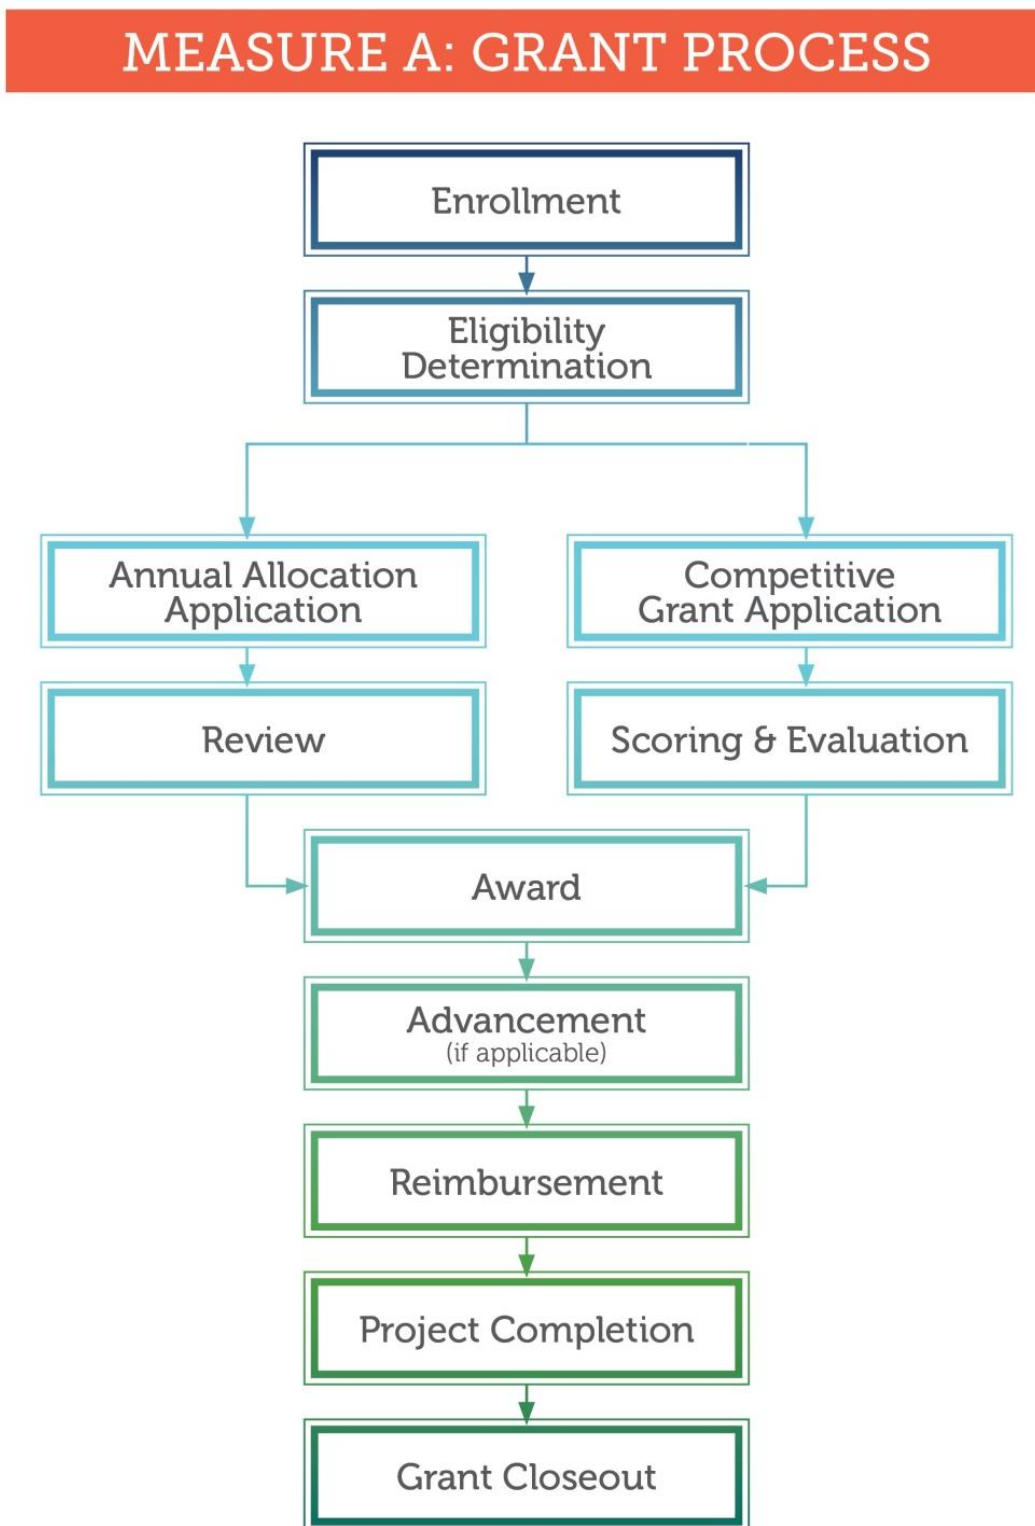 MEASURE A: GRANT PROCESS
Enrollment
Eligibility
Determination
Annual Allocation
Application
Competitive
Grant Application
Review
Scoring & Evaluation
Award
Advancement
(if applicable)
Reimbursement
Project Completion
Grant Closeout